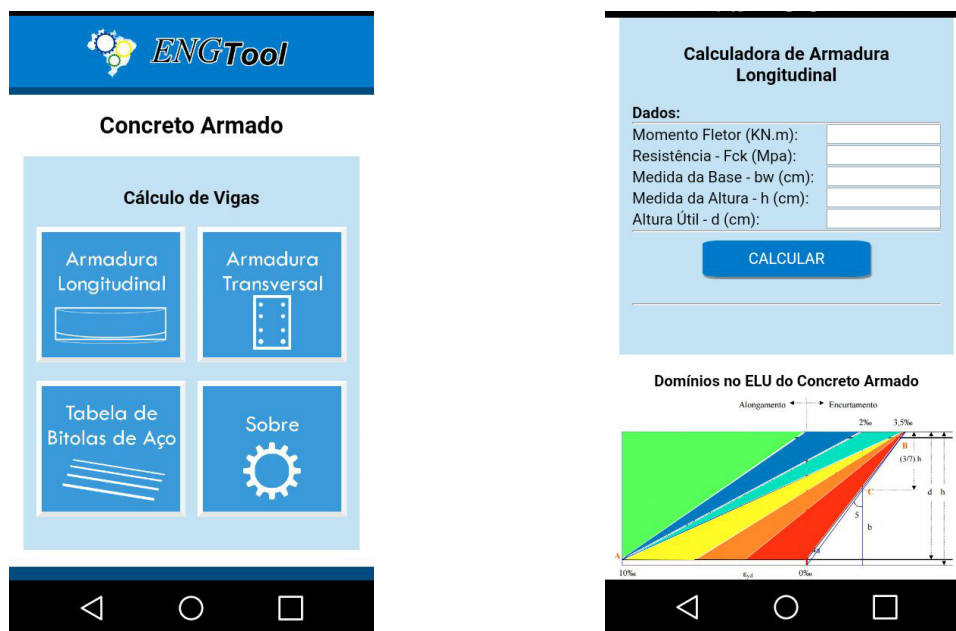 ENGTool
Concreto Armado
Cálculo de Vigas
Armadura
Longitudinal
Armadura
Transversal
Tabela de
Bitolas de Aço
Sobre
Calculadora de Armadura
Longitudinal
Dados:
Momento Fletor (KN.m):
Resistência - Fck (Mpa):
Medida da Base - bw (cm):
Medida da Altura - h (cm):
Altura Útil - d (cm):
CALCULAR
Domínios no ELU do Concreto Armado
Alongamento
Encurtamento
2‰
3,5‰
B
(3/7).h
C
d
h
5
b
A
4a
10‰
εyd
0‰